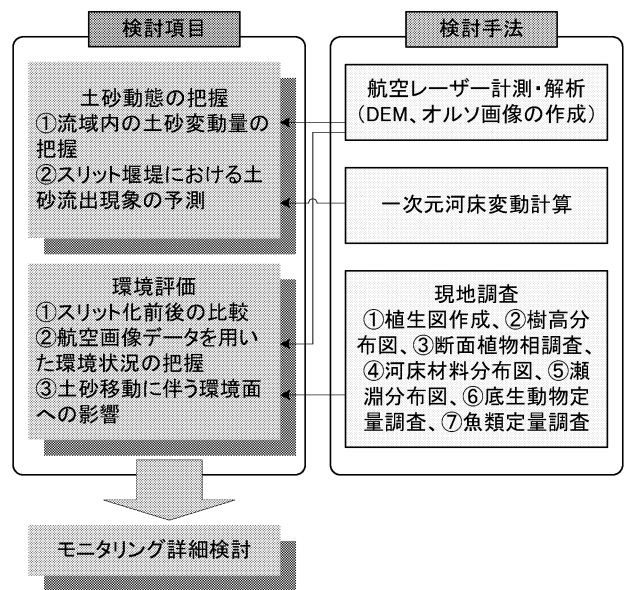 検討項目
土砂動態の把握
①流域内の土砂変動量の
把握
②スリット堰堤における土
砂流出現象の予測
環境評価
①スリット化前後の比較
②航空画像データを用い
た環境状況の把握
③土砂移動に伴う環境面
への影響
モニタリング詳細検討
検討手法
航空レーザー計測・解析
（DEM、オルソ画像の作成）
一次元河床変動計算
現地調査
①植生図作成、②樹高分
布図、③断面植物相調査、
④河床材料分布図、⑤瀬
淵分布図、⑥底生動物定
量調査、⑦魚類定量調査